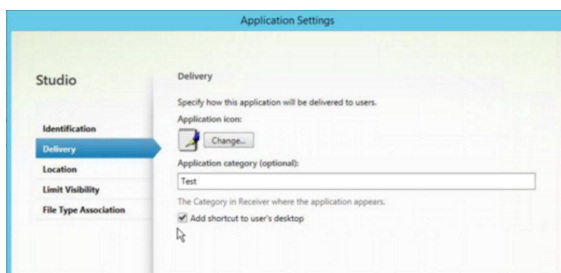 Application Settings
Studio
Identification
Delivery
Location
Limit Visibility
File Type Association
Delivery
Specify how this application will be delivered to users.
Application icon:
Change...
Application category (optional):
Test
The Category in Receiver where the application appears.
Add shortcut to user's desktop